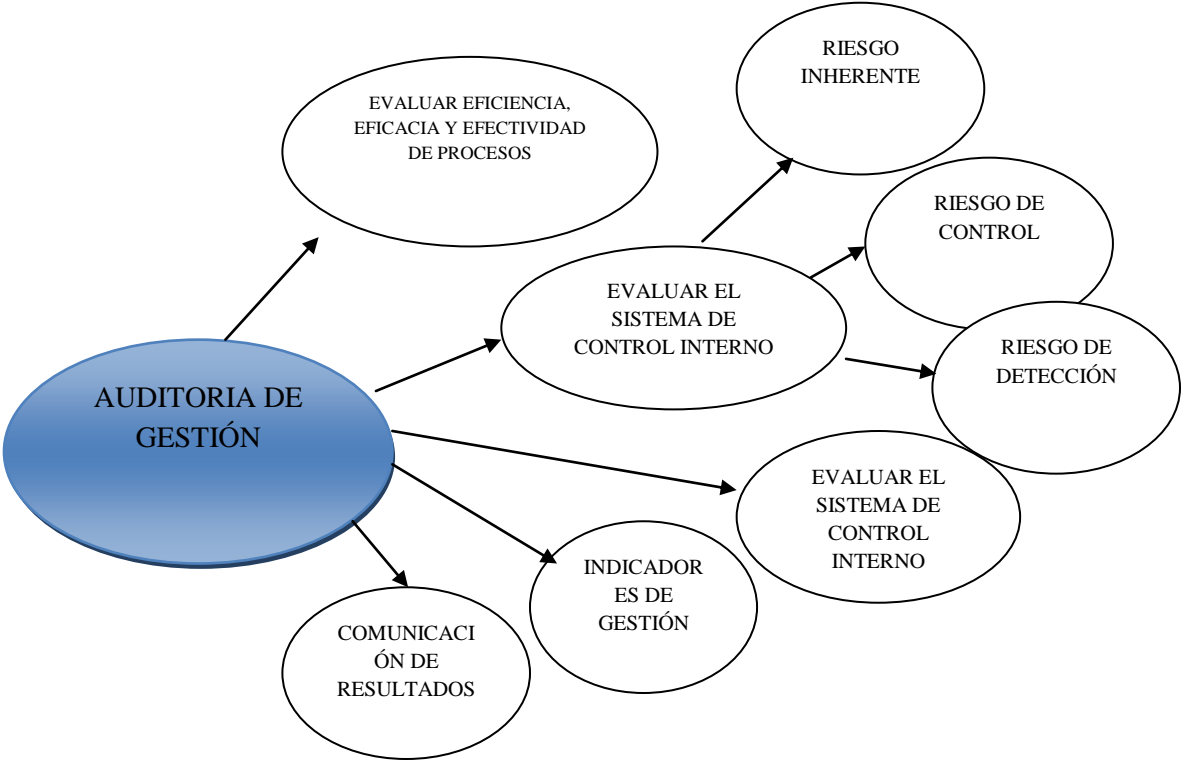 RIESGO
INHERENTE
EVALUAR EFICIENCIA,
EFICACIA Y EFECTIVIDAD
DE PROCESOS
RIESGO DE
CONTROL
EVALUAR EL
SISTEMA DE
CONTROL INTERNO
RIESGO DE
DETECCIÓN
AUDITORIA DE
GESTIÓN
EVALUAR EL
SISTEMA DE
CONTROL
INTERNO
INDICADOR
ES DE
GESTIÓN
COMUNICACI
ÓN DE
RESULTADOS